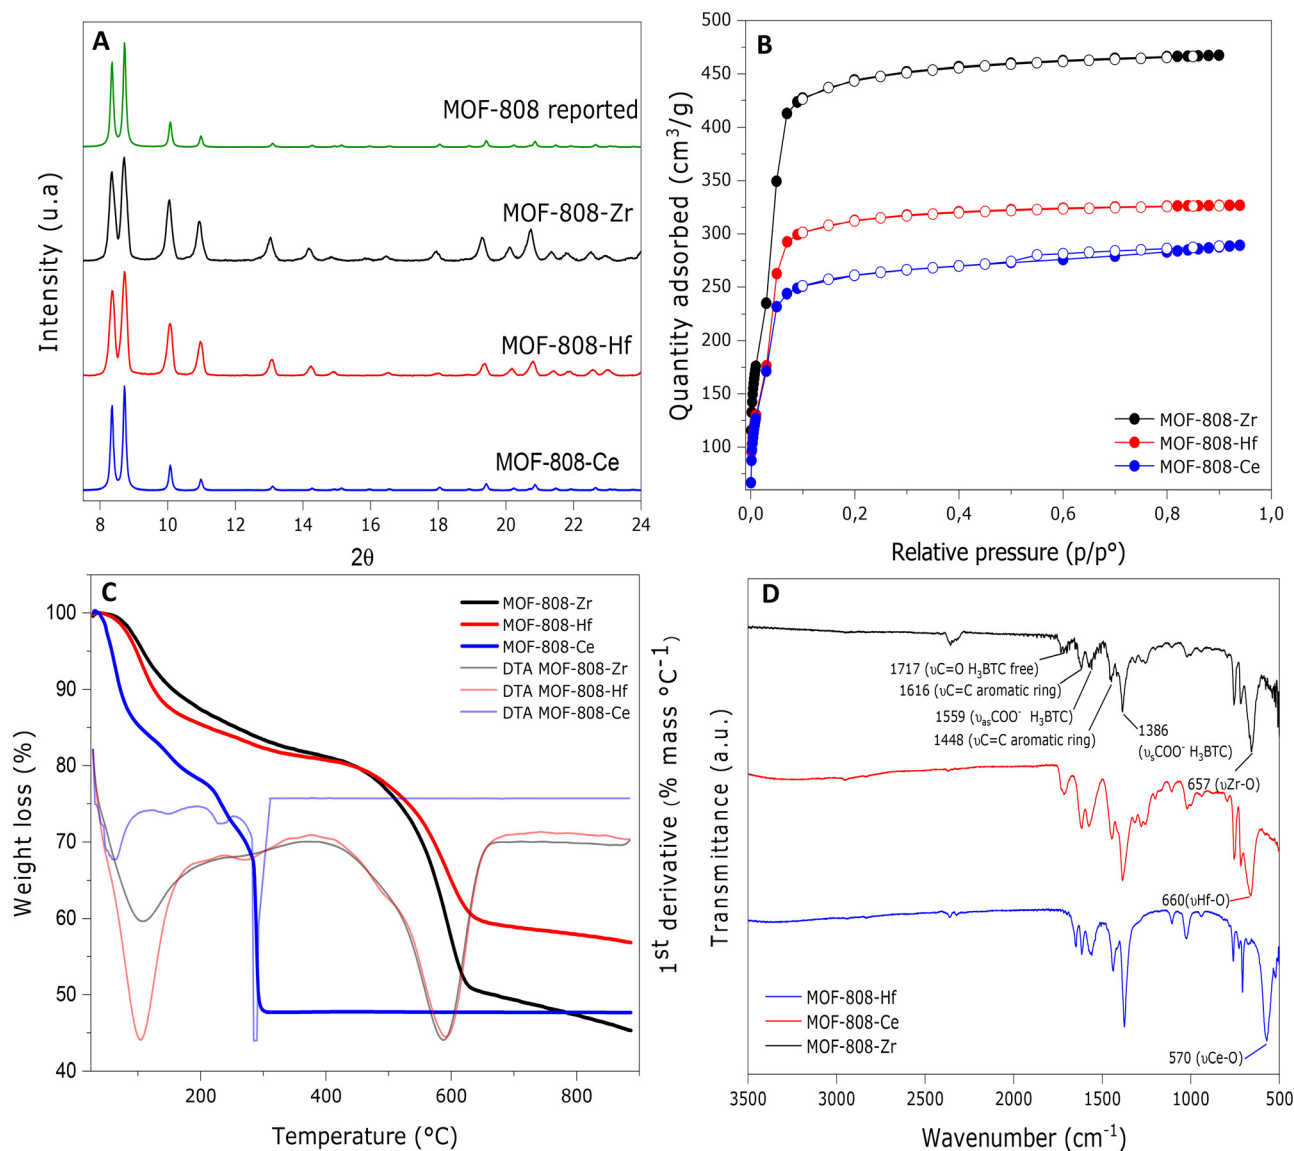 A
MOF-808 reported
MOF-808-Zr
MOF-808-Hf
MOF-808-Ce
Intensity (u.a)
8 10 12 14 16 18 20 22 24
2θ
B
500
450
400
350
300
250
200
150
100
Quantity adsorbed (cm³/g)
MOF-808-Zr
MOF-808-Hf
MOF-808-Ce
0,0 0,2 0,4 0,6 0,8 1,0
Relative pressure (p/p°)
C
100
90
80
70
60
50
40
Weight loss (%)
MOF-808-Zr
MOF-808-Hf
MOF-808-Ce
DTA MOF-808-Zr
DTA MOF-808-Hf
DTA MOF-808-Ce
1st derivative (% mass °C-1)
200 400 600 800
Temperature (°C)
D
1717 (υC=O H3BTC free)
1616 (υC=C aromatic ring)
1559 (υasCOO- H3BTC)
1448 (υC=C aromatic ring)
1386
(υsCOO- H3BTC)
657 (υZr-O)
660(υHf-O)
570 (υCe-O)
Transmittance (a.u.)
MOF-808-Hf
MOF-808-Ce
MOF-808-Zr
3500 3000 2500 2000 1500 1000 500
Wavenumber (cm-1)